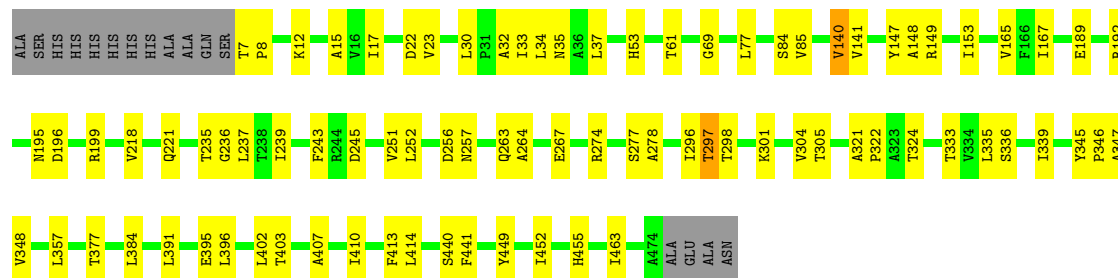 ALA SER HIS HIS HIS HIS HIS HIS ALA ALA GLN SER T7 P8 K12 A15 V16 I17 D22 V23 L30 P31 A32 I33 L34 N35 A36 L37 H53 T61 G69 L77 S84 V85 V140 V141 Y147 A148 R149 I153 V165 F166 I167 E189
N195 D196 R199 V218 Q221 T235 G236 L237 T238 I239 F243 R244 D245 V251 L252 D256 N257 Q263 A264 E267 R274 S277 A278 I296 T297 T298 K301 V304 T305 A321 P322 A323 T324 T333 V334 L335 S336 I339 Y345 P346 A347
V348 L357 T377 L384 L391 E395 L396 L402 T403 A407 I410 F413 L414 S440 F441 Y449 I452 H455 I463 A474 ALA GLU ALA ASN